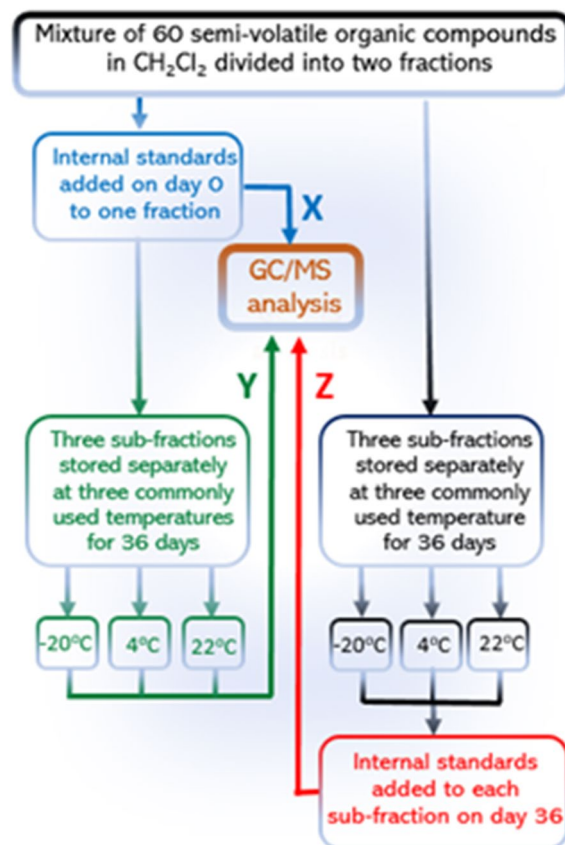 Mixture of 60 semi-volatile organic compounds
in CH₂Cl₂ divided into two fractions
Internal standards
added on day 0
to one fraction
X
GC/MS
analysis
Y
Z
Three sub-fractions
stored separately
at three commonly
used temperatures
for 36 days
-20°C
4°C
22°C
Three sub-fractions
stored separately
at three commonly
used temperature
for 36 days
-20°C
4°C
22°C
Internal standards
added to each
sub-fraction on day 36